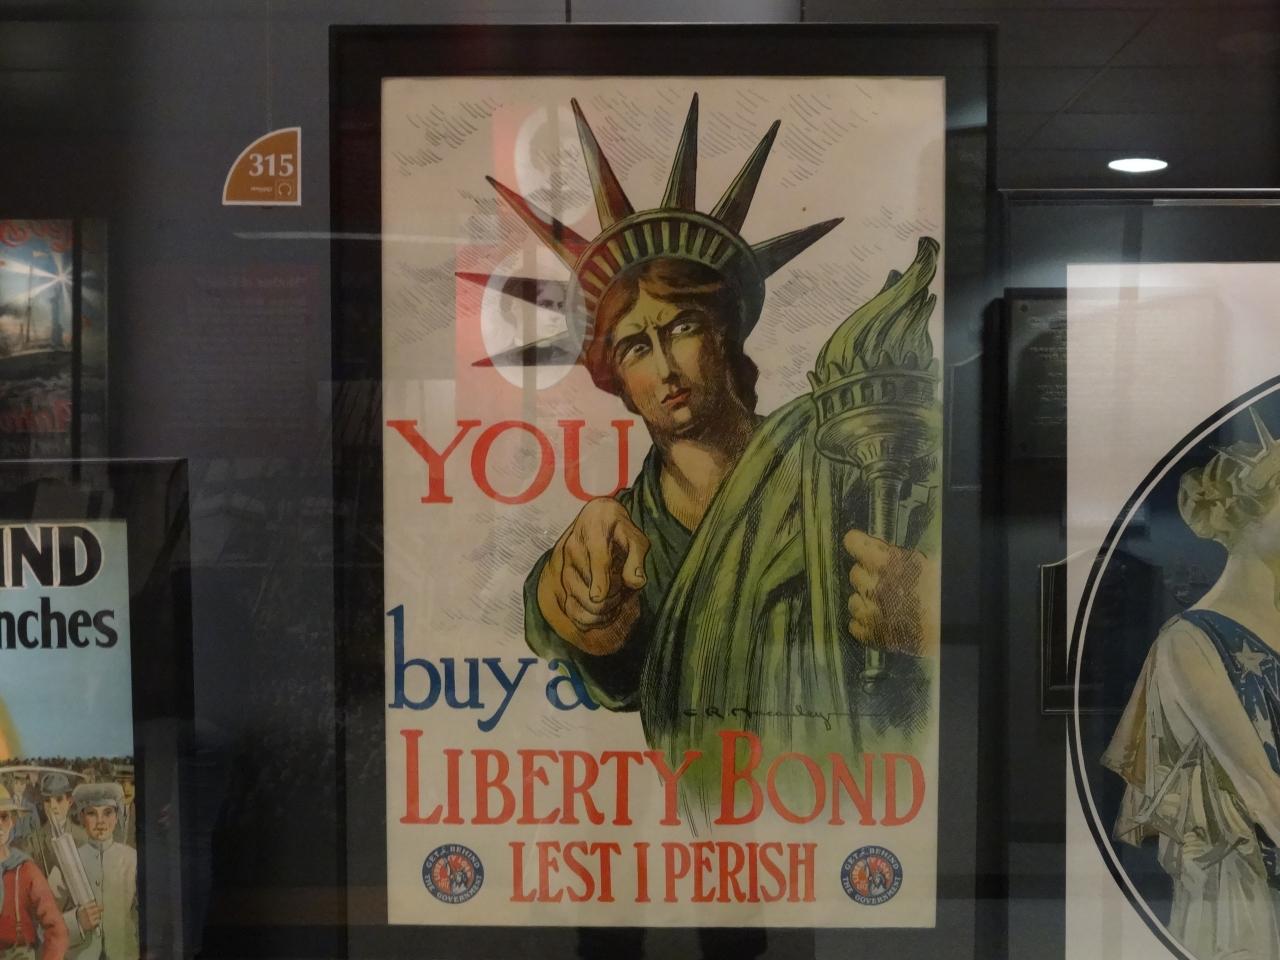 315
YOU
buy a
LIBERTY BOND
LEST I PERISH
GET BEHIND
THE GOVERNMENT
GET BEHIND
THE GOVERNMENT
IND
nches